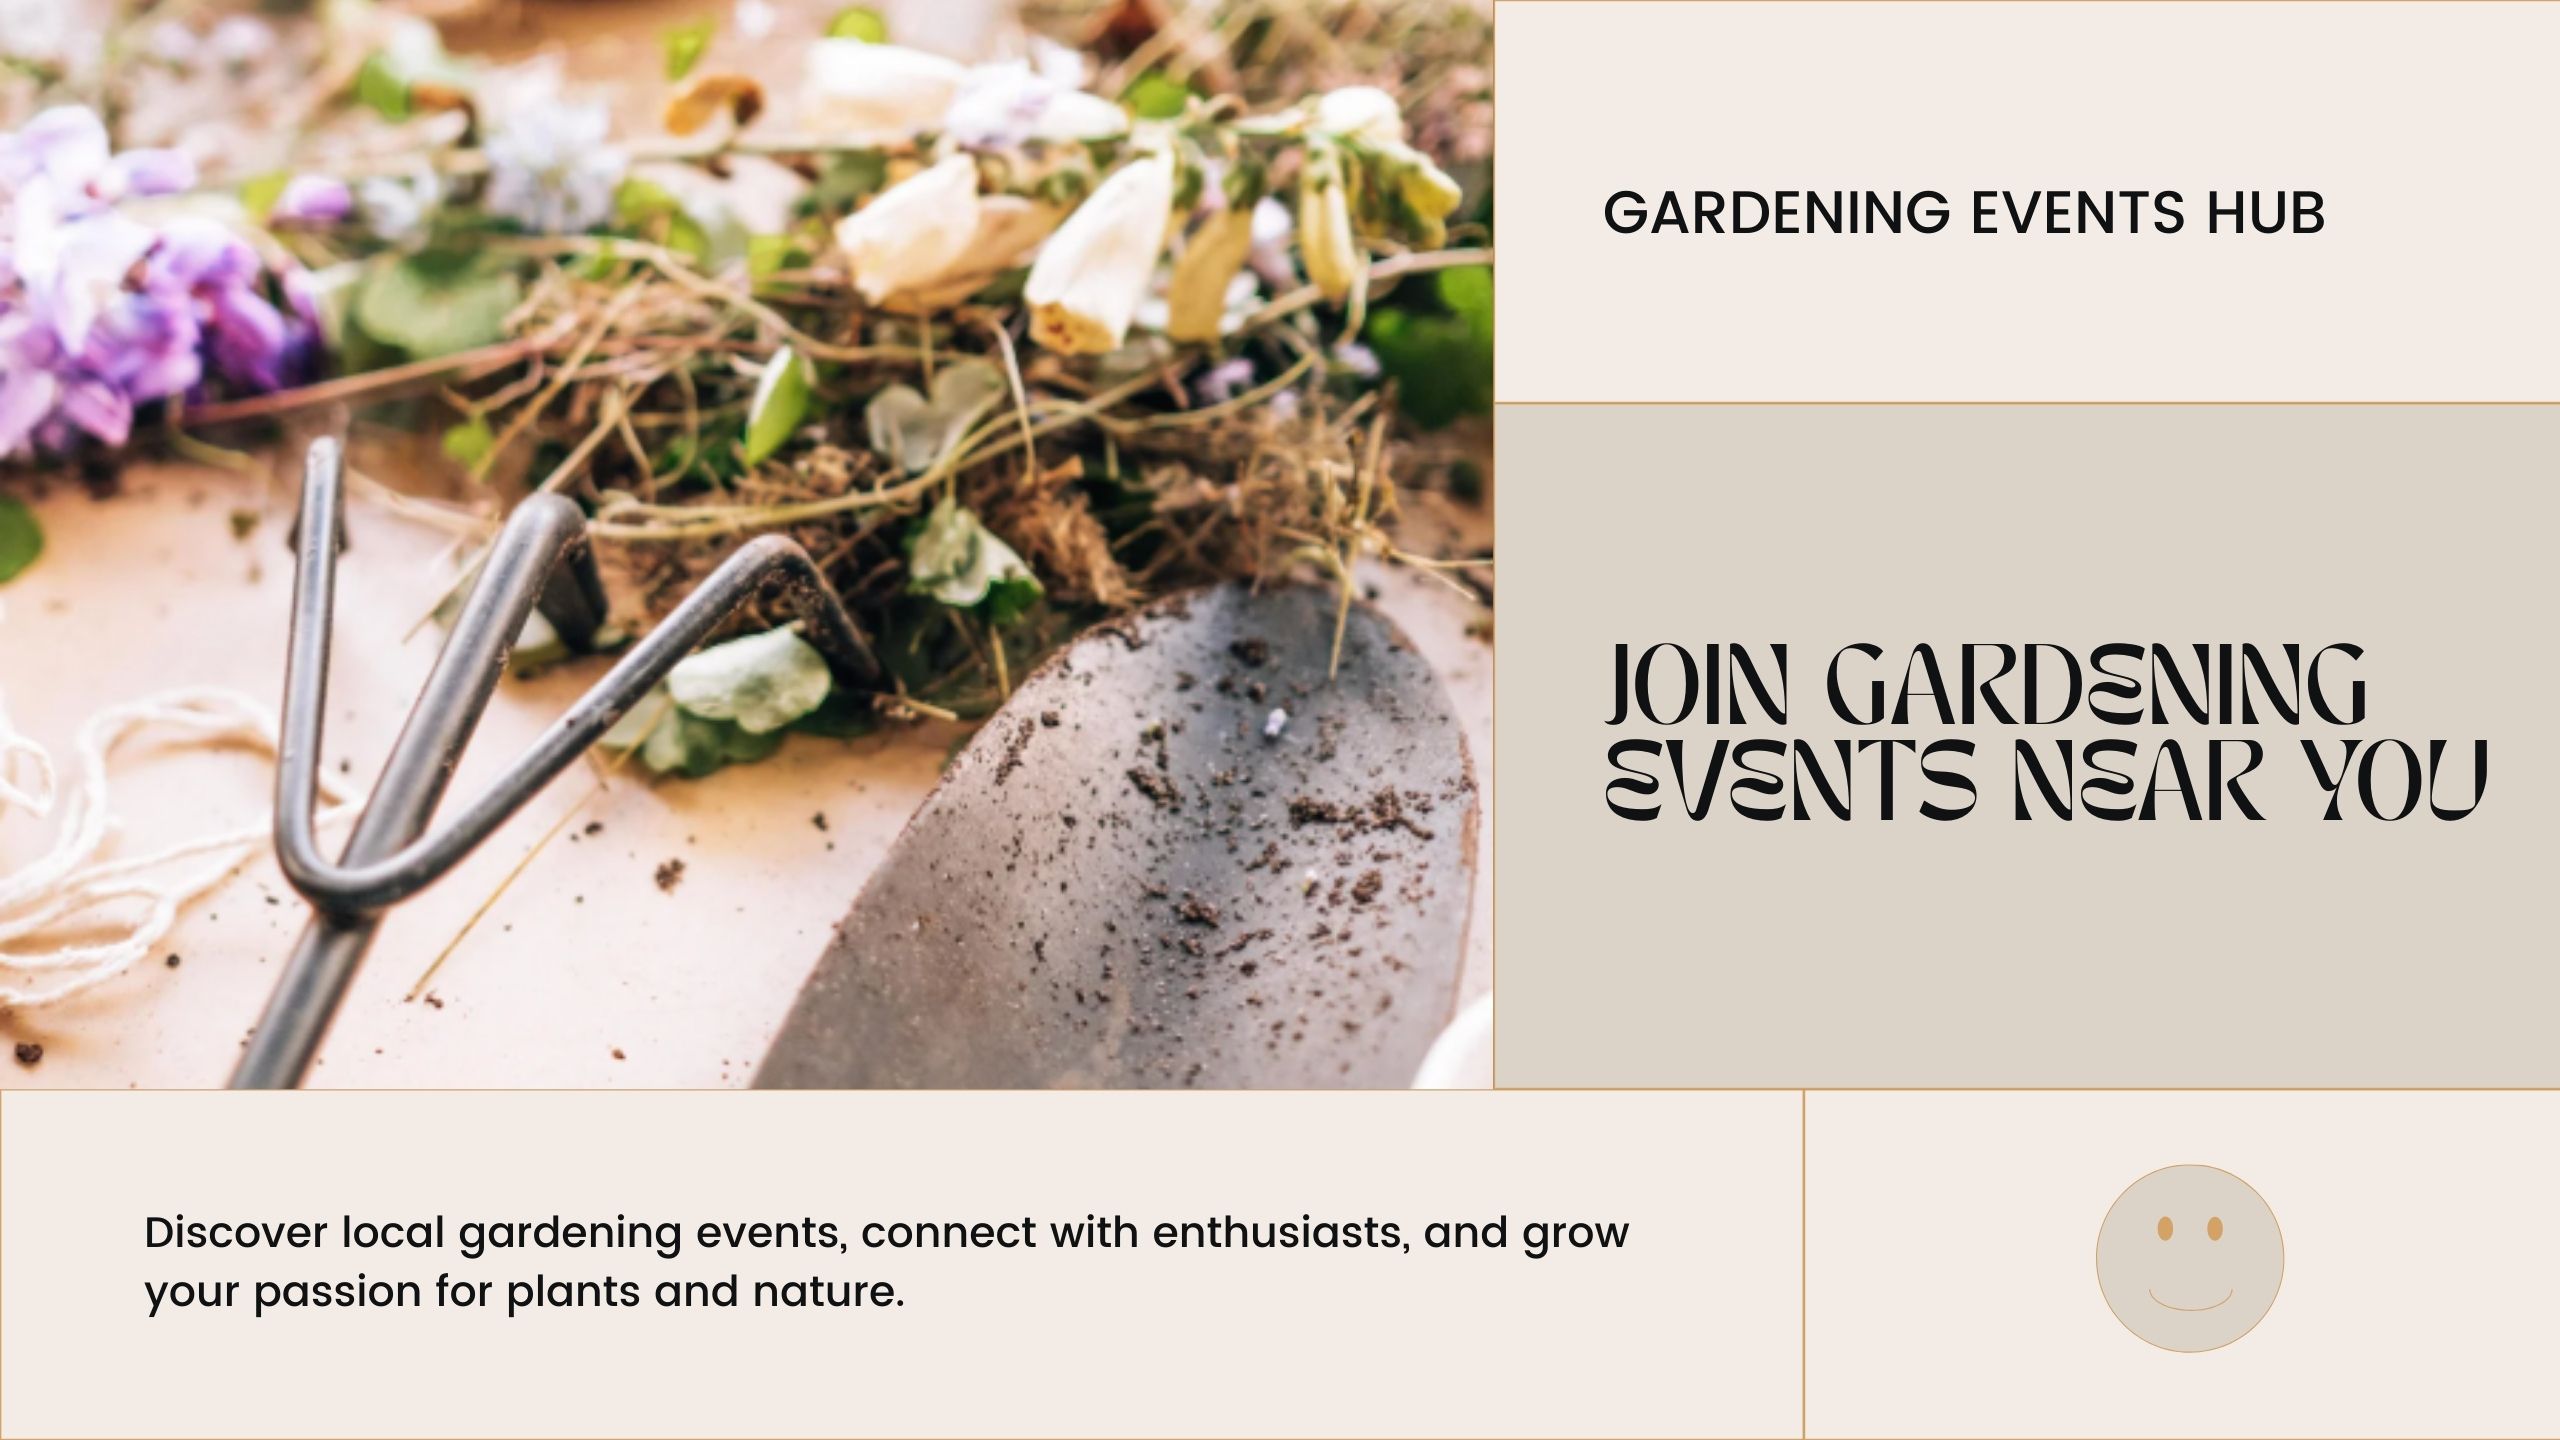 GARDENING EVENTS HUB
JOIN GARDENING
EVENTS NEAR YOU
Discover local gardening events, connect with enthusiasts, and grow
your passion for plants and nature.